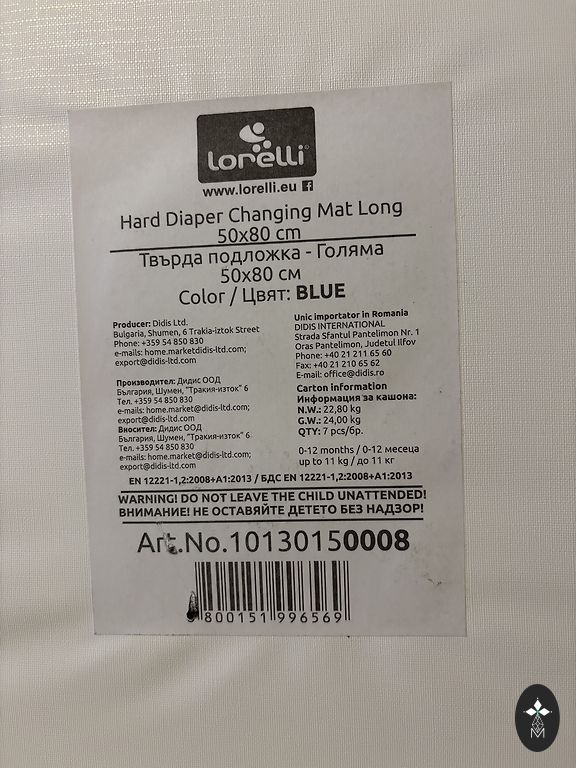 lorelli
www.lorelli.eu
Hard Diaper Changing Mat Long
50x80 cm
Твърда подложка - Голяма
50x80 см
Color / Цвят: BLUE
Producer: Didis Ltd.
Bulgaria, Shumen, 6 Trakia-iztok Street
Phone: +359 54 850 830
e-mails: home.marketdidis-ltd.com;
export@didis-ltd.com
Производител: Дидис ООД
България, Шумен, "Тракия-изток" 6
Тел. +359 54 850 830
e-mails: home.market@didis-ltd.com;
export@didis-ltd.com
Вносител: Дидис ООД
България, Шумен, "Тракия-изток" 6
Тел. +359 54 850 830
e-mails: home.market@didis-ltd.com;
export@didis-ltd.com
Unic importator in Romania
DIDIS INTERNATIONAL
Strada Sfantul Pantelimon Nr. 1
Oras Pantelimon, Judetul Ilfov
Phone: +40 21 211 65 60
Fax: +40 21 210 65 62
E-mail: office@didis.ro
Carton information
Информация за кашона:
N.W.: 22,80 kg
G.W.: 24,00 kg
QTY: 7 pcs/бр.
0-12 months / 0-12 месеца
up to 11 kg / до 11 кг
EN 12221-1,2:2008+A1:2013 / БДС EN 12221-1,2:2008+A1:2013
WARNING! DO NOT LEAVE THE CHILD UNATTENDED!
ВНИМАНИЕ! НЕ ОСТАВЯЙТЕ ДЕТЕТО БЕЗ НАДЗОР!
Art.No.10130150008
800151 996569
M